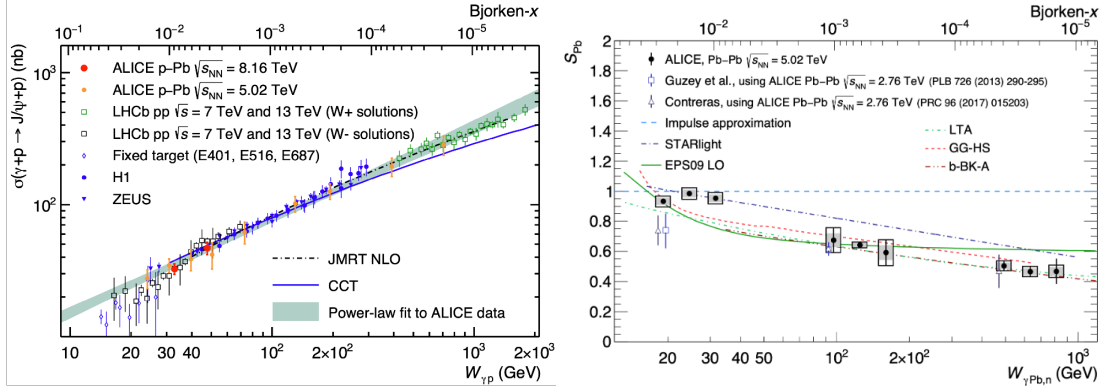 Bjorken-x
10⁻¹ 10⁻² 10⁻³ 10⁻⁴ 10⁻⁵
σ(γ+p → J/ψ+p) (nb)
10³
10²
ALICE p–Pb √sNN = 8.16 TeV
ALICE p–Pb √sNN = 5.02 TeV
LHCb pp √s = 7 TeV and 13 TeV (W+ solutions)
LHCb pp √s = 7 TeV and 13 TeV (W- solutions)
Fixed target (E401, E516, E687)
H1
ZEUS
JMRT NLO
CCT
Power-law fit to ALICE data
10 20 30 40 10² 2×10² 10³ 2×10³
Wγp (GeV)
Bjorken-x
10⁻² 10⁻³ 10⁻⁴ 10⁻⁵
SPb
2
1.8
1.6
1.4
1.2
1
0.8
0.6
0.4
0.2
0
ALICE, Pb–Pb √sNN = 5.02 TeV
Guzey et al., using ALICE Pb–Pb √sNN = 2.76 TeV (PLB 726 (2013) 290-295)
Contreras, using ALICE Pb–Pb √sNN = 2.76 TeV (PRC 96 (2017) 015203)
Impulse approximation
STARlight
EPS09 LO
LTA
GG-HS
b-BK-A
20 30 40 50 10² 2×10² 10³
WγPb,n (GeV)